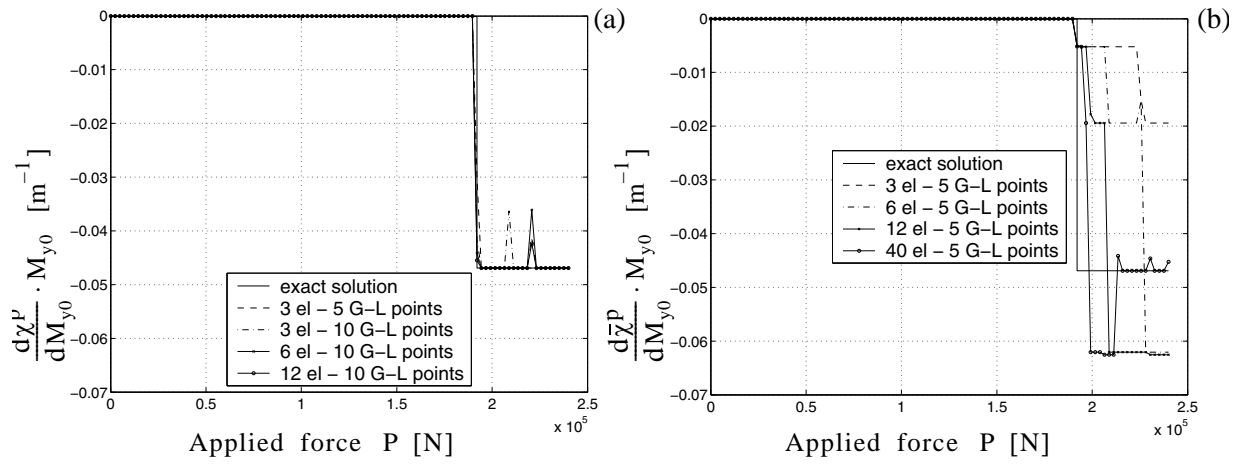 (a)
0
−0.01
−0.02
−0.03
−0.04
−0.05
−0.06
−0.07
dχᵖ/dM_y0 · M_y0 [m⁻¹]
exact solution
3 el − 5 G−L points
3 el − 10 G−L points
6 el − 10 G−L points
12 el − 10 G−L points
0 0.5 1 1.5 2 2.5
x 10⁵
Applied force P [N]
(b)
0
−0.01
−0.02
−0.03
−0.04
−0.05
−0.06
−0.07
dχ̄ᵖ/dM_y0 · M_y0 [m⁻¹]
exact solution
3 el − 5 G−L points
6 el − 5 G−L points
12 el − 5 G−L points
40 el − 5 G−L points
0 0.5 1 1.5 2 2.5
x 10⁵
Applied force P [N]